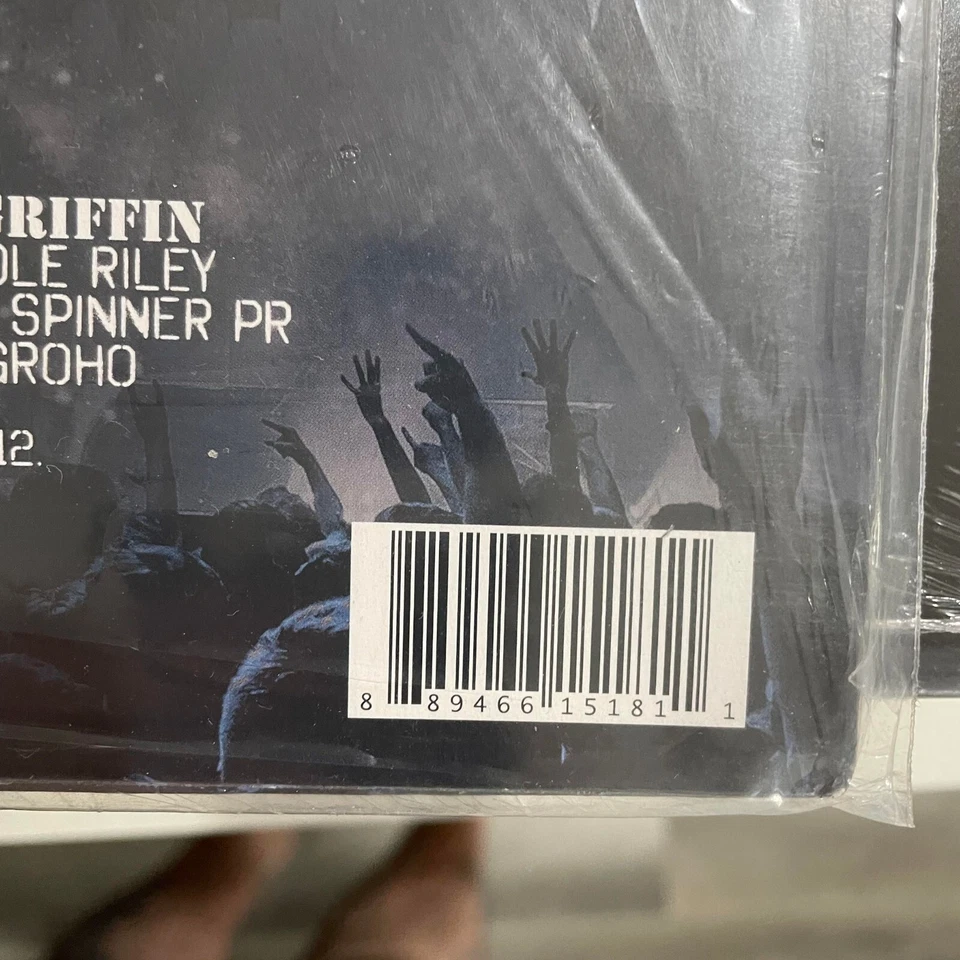 GRIFFIN
OLE RILEY
SPINNER PR
GROHO
12.
8 89466 15181 1